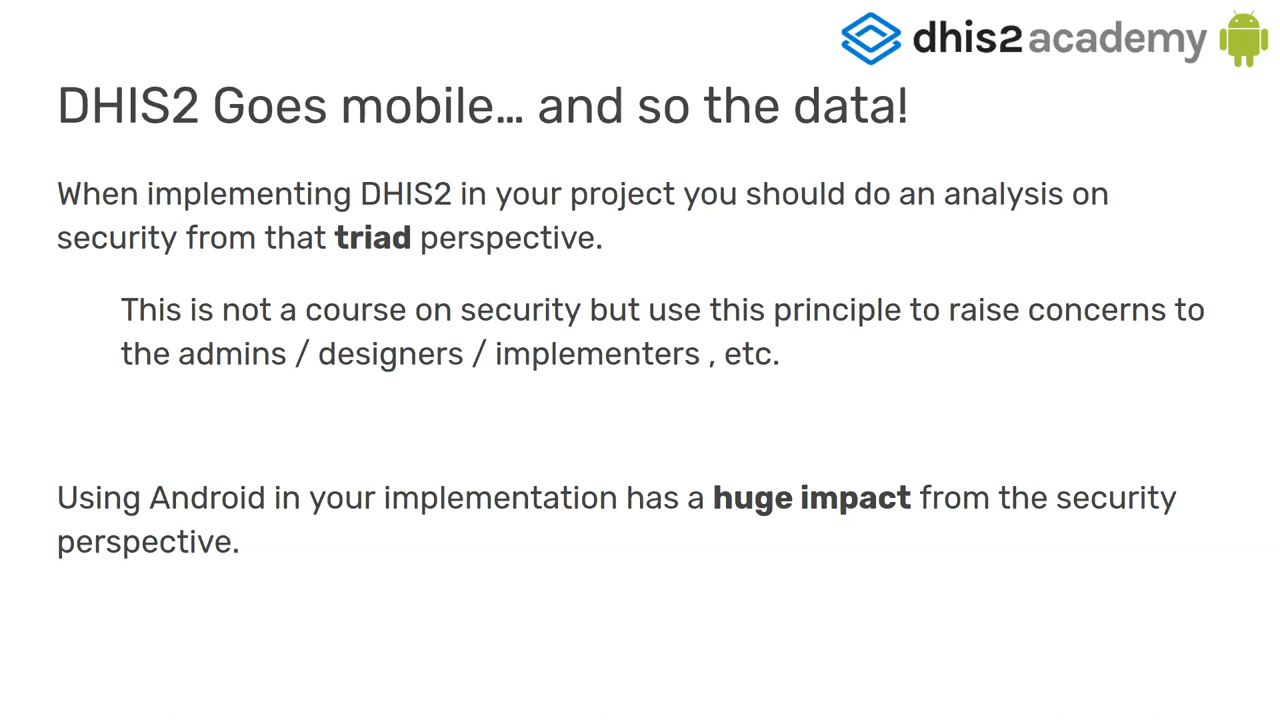 dhis2 academy
DHIS2 Goes mobile… and so the data!
When implementing DHIS2 in your project you should do an analysis on
security from that triad perspective.
This is not a course on security but use this principle to raise concerns to
the admins / designers / implementers , etc.
Using Android in your implementation has a huge impact from the security
perspective.